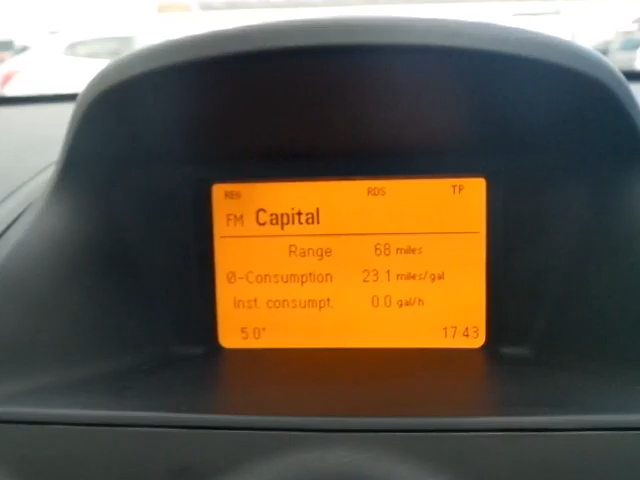 REG RDS TP
FM Capital
Range 68 miles
Ø-Consumption 23.1 miles/gal
Inst. consumpt. 0.0 gal/h
5.0° 17:43